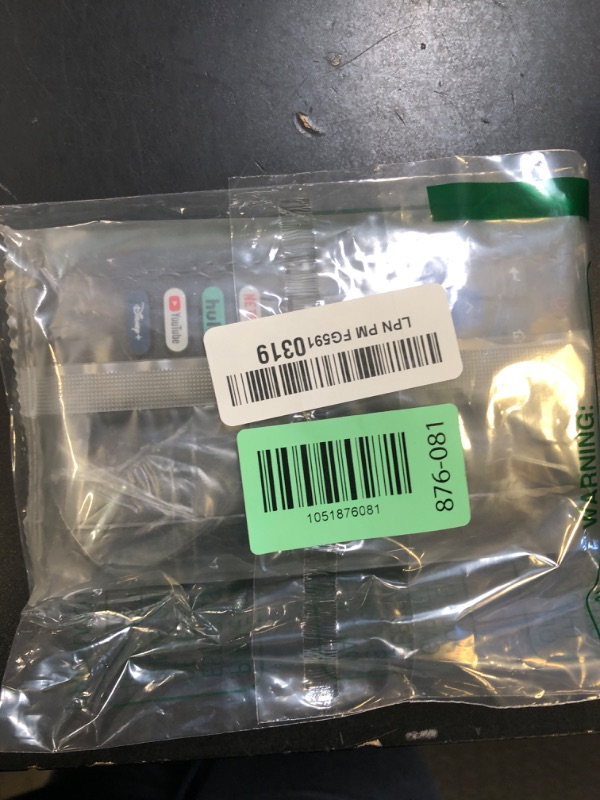 Disney+
YouTube
hulu
LPN PM FG5910319
1051876081
876-081
WARNING: